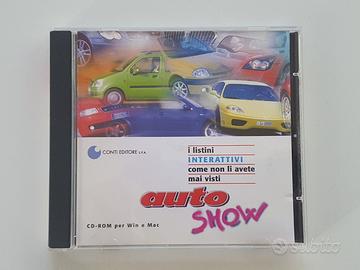 CONTI EDITORE S.P.A.
i listini
INTERATTIVI
come non li avete
mai visti
auto
SHOW
CD-ROM per Win e Mac
subito